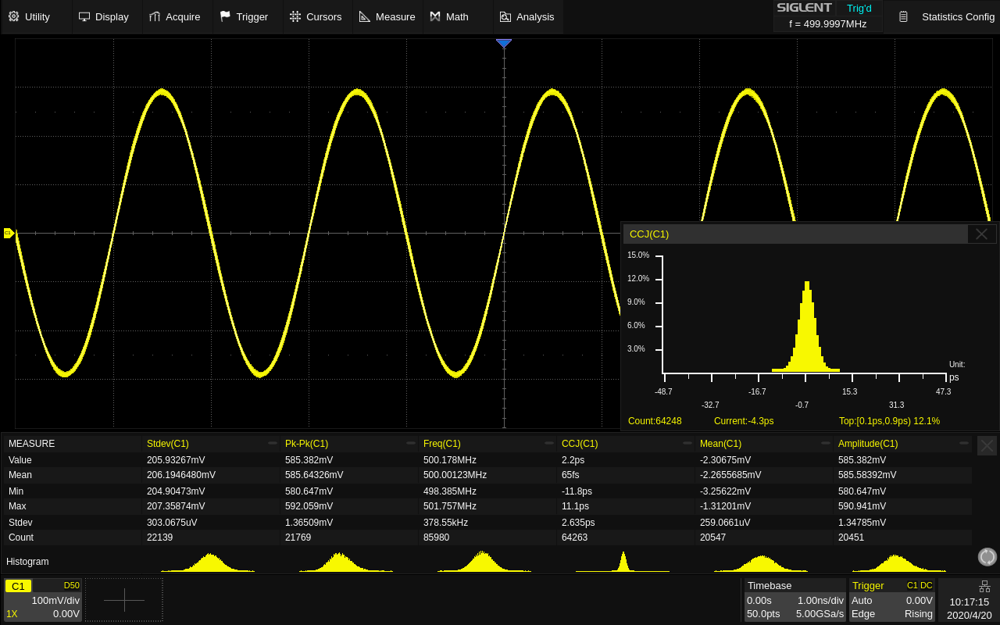 Utility Display Acquire Trigger Cursors Measure Math Analysis SIGLENT Trig'd Statistics Config
f = 499.9997MHz
C1
CCJ(C1)
15.0%
12.0%
9.0%
6.0%
3.0%
Unit:
ps
-48.7 -16.7 15.3 47.3
-32.7 -0.7 31.3
Count:64248 Current:-4.3ps Top:[0.1ps,0.9ps) 12.1%
MEASURE Stdev(C1) Pk-Pk(C1) Freq(C1) CCJ(C1) Mean(C1) Amplitude(C1)
Value 205.93267mV 585.382mV 500.178MHz 2.2ps -2.30675mV 585.382mV
Mean 206.1946480mV 585.64326mV 500.00123MHz 65fs -2.2655685mV 585.58392mV
Min 204.90473mV 580.647mV 498.385MHz -11.8ps -3.25622mV 580.647mV
Max 207.35874mV 592.059mV 501.757MHz 11.1ps -1.31201mV 590.941mV
Stdev 303.0675uV 1.36509mV 378.55kHz 2.635ps 259.0661uV 1.34785mV
Count 22139 21769 85980 64263 20547 20451
Histogram
C1 D50 Timebase Trigger C1 DC
100mV/div 0.00s 1.00ns/div Auto 0.00V 10:17:15
1X 0.00V 50.0pts 5.00GSa/s Edge Rising 2020/4/20